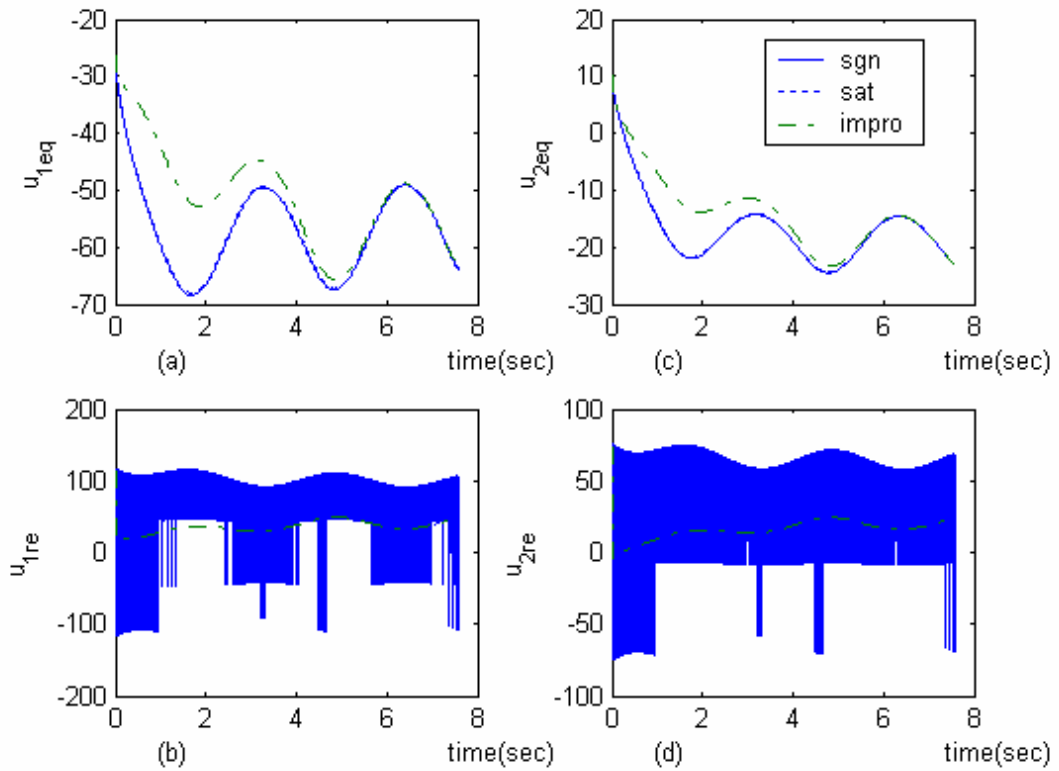 -20
-30
-40
-50
-60
-70
u1eq
0 2 4 6 8
(a) time(sec)
20
10
0
-10
-20
-30
u2eq
sgn
sat
impro
0 2 4 6 8
(c) time(sec)
200
100
0
-100
-200
u1re
0 2 4 6 8
(b) time(sec)
100
50
0
-50
-100
u2re
0 2 4 6 8
(d) time(sec)